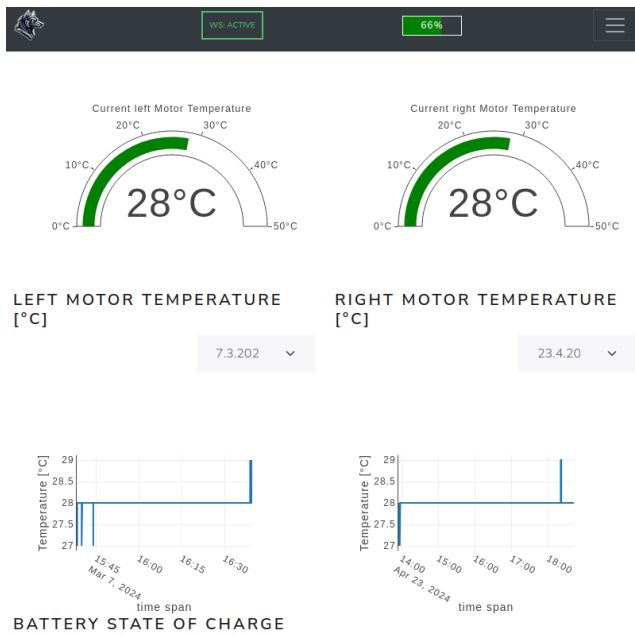 WS: ACTIVE
66%
Current left Motor Temperature
20°C 30°C
10°C 40°C
28°C
0°C 50°C
Current right Motor Temperature
20°C 30°C
10°C 40°C
28°C
0°C 50°C
LEFT MOTOR TEMPERATURE
[°C]
7.3.202
RIGHT MOTOR TEMPERATURE
[°C]
23.4.20
Temperature [°C]
29
28.5
28
27.5
27
15:45 16:00 16:15 16:30
Mar 7, 2024
time span
Temperature [°C]
29
28.5
28
27.5
27
14:00 15:00 16:00 17:00 18:00
Apr 23, 2024
time span
BATTERY STATE OF CHARGE